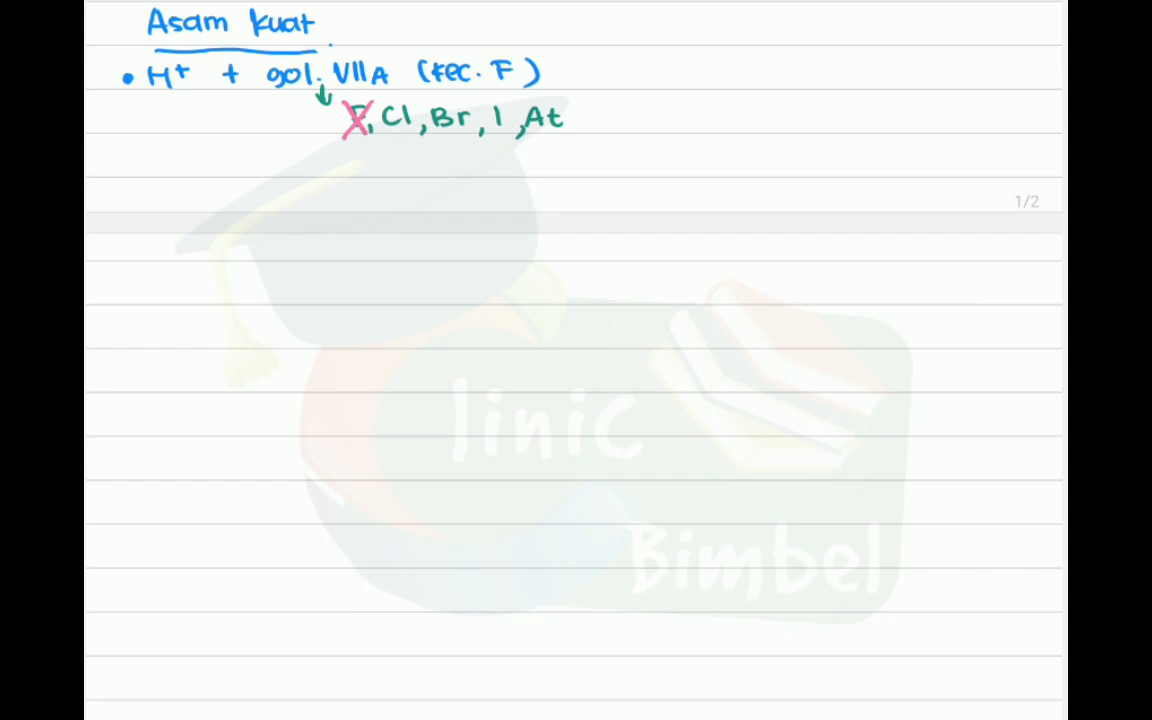 Asam kuat
• H+ + gol. VIIA (kec. F)
F, Cl, Br, I, At
1/2
linic
Bimbel